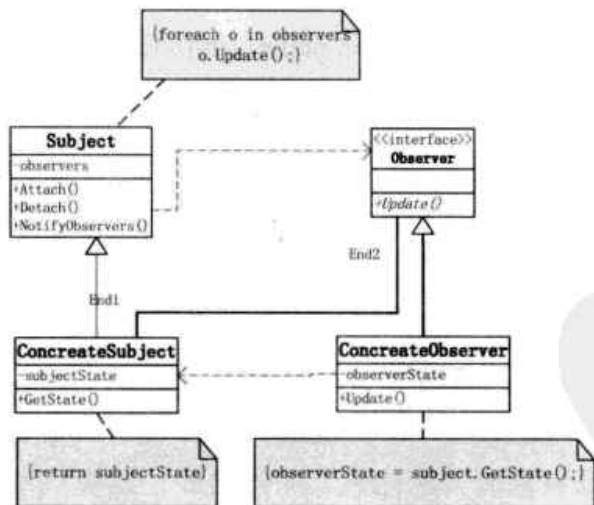 {foreach o in observers
o.Update();}
Subject
-observers
+Attach()
+Detach()
+NotifyObservers()
<<interface>>
Observer
+Update()
End2
End1
ConcreateSubject
-subjectState
+GetState()
ConcreateObserver
-observerState
+Update()
{return subjectState}
{observerState = subject.GetState();}